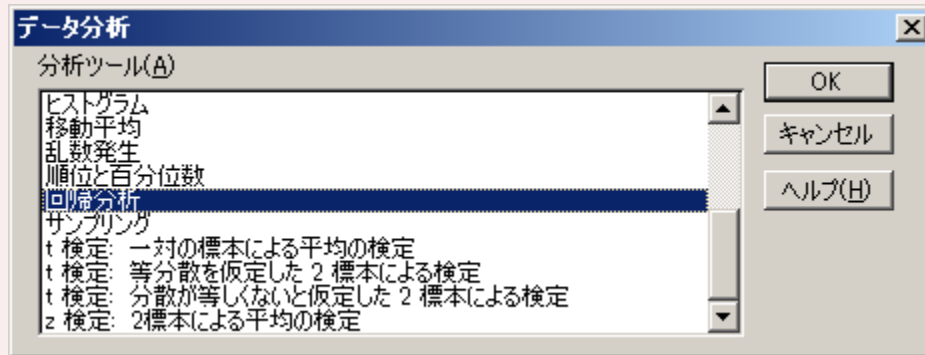 データ分析
分析ツール(A)
ヒストグラム
移動平均
乱数発生
順位と百分位数
回帰分析
サンプリング
t 検定: 一対の標本による平均の検定
t 検定: 等分散を仮定した 2 標本による検定
t 検定: 分散が等しくないと仮定した 2 標本による検定
z 検定: 2標本による平均の検定
OK
キャンセル
ヘルプ(H)